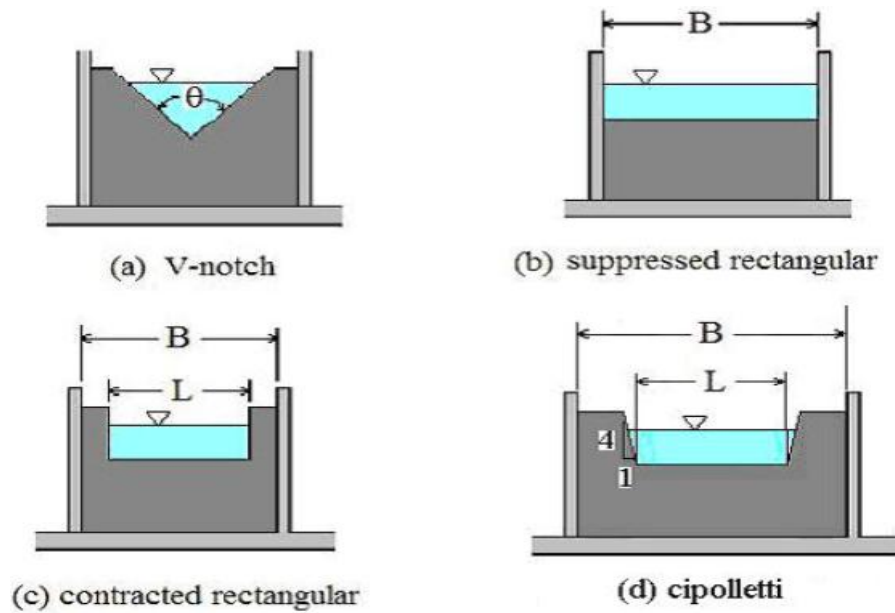 B
θ
(a) V-notch
(b) suppressed rectangular
B
L
B
L
4
1
(c) contracted rectangular
(d) cipolletti